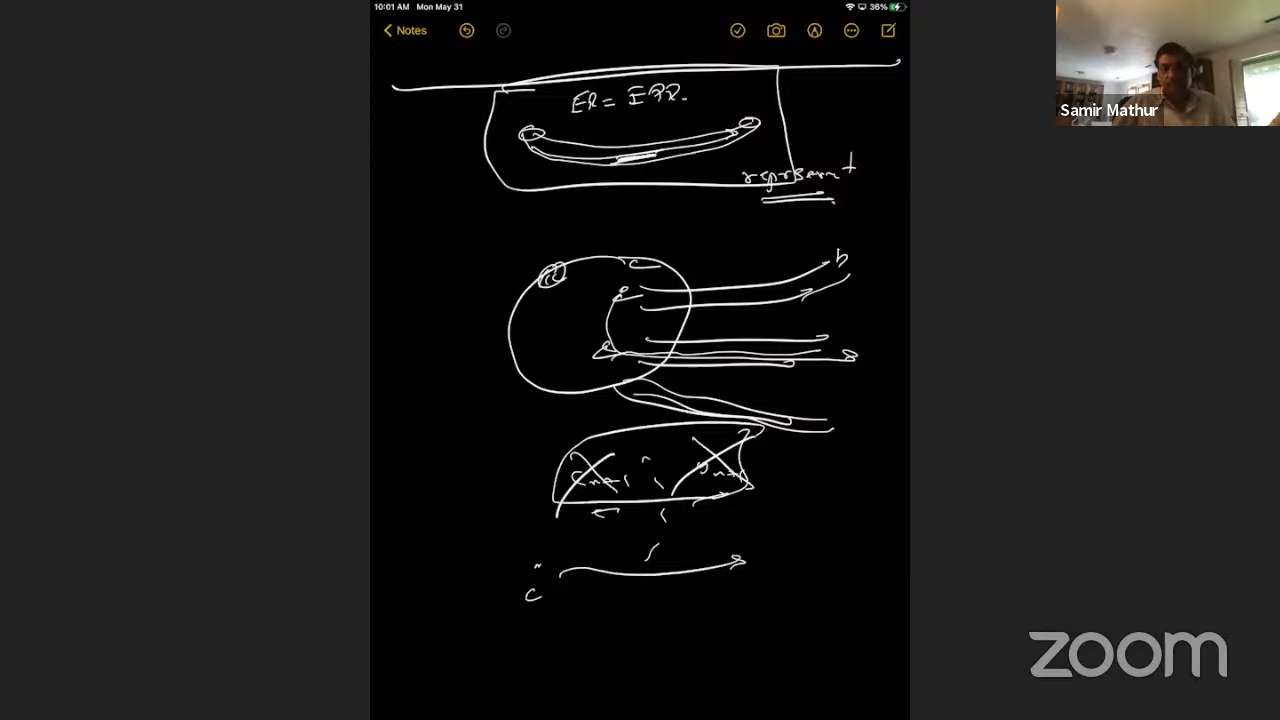 10:01 AM Mon May 31
36%
Notes
Samir Mathur
ER = EPR.
represent
c
b
c
zoom